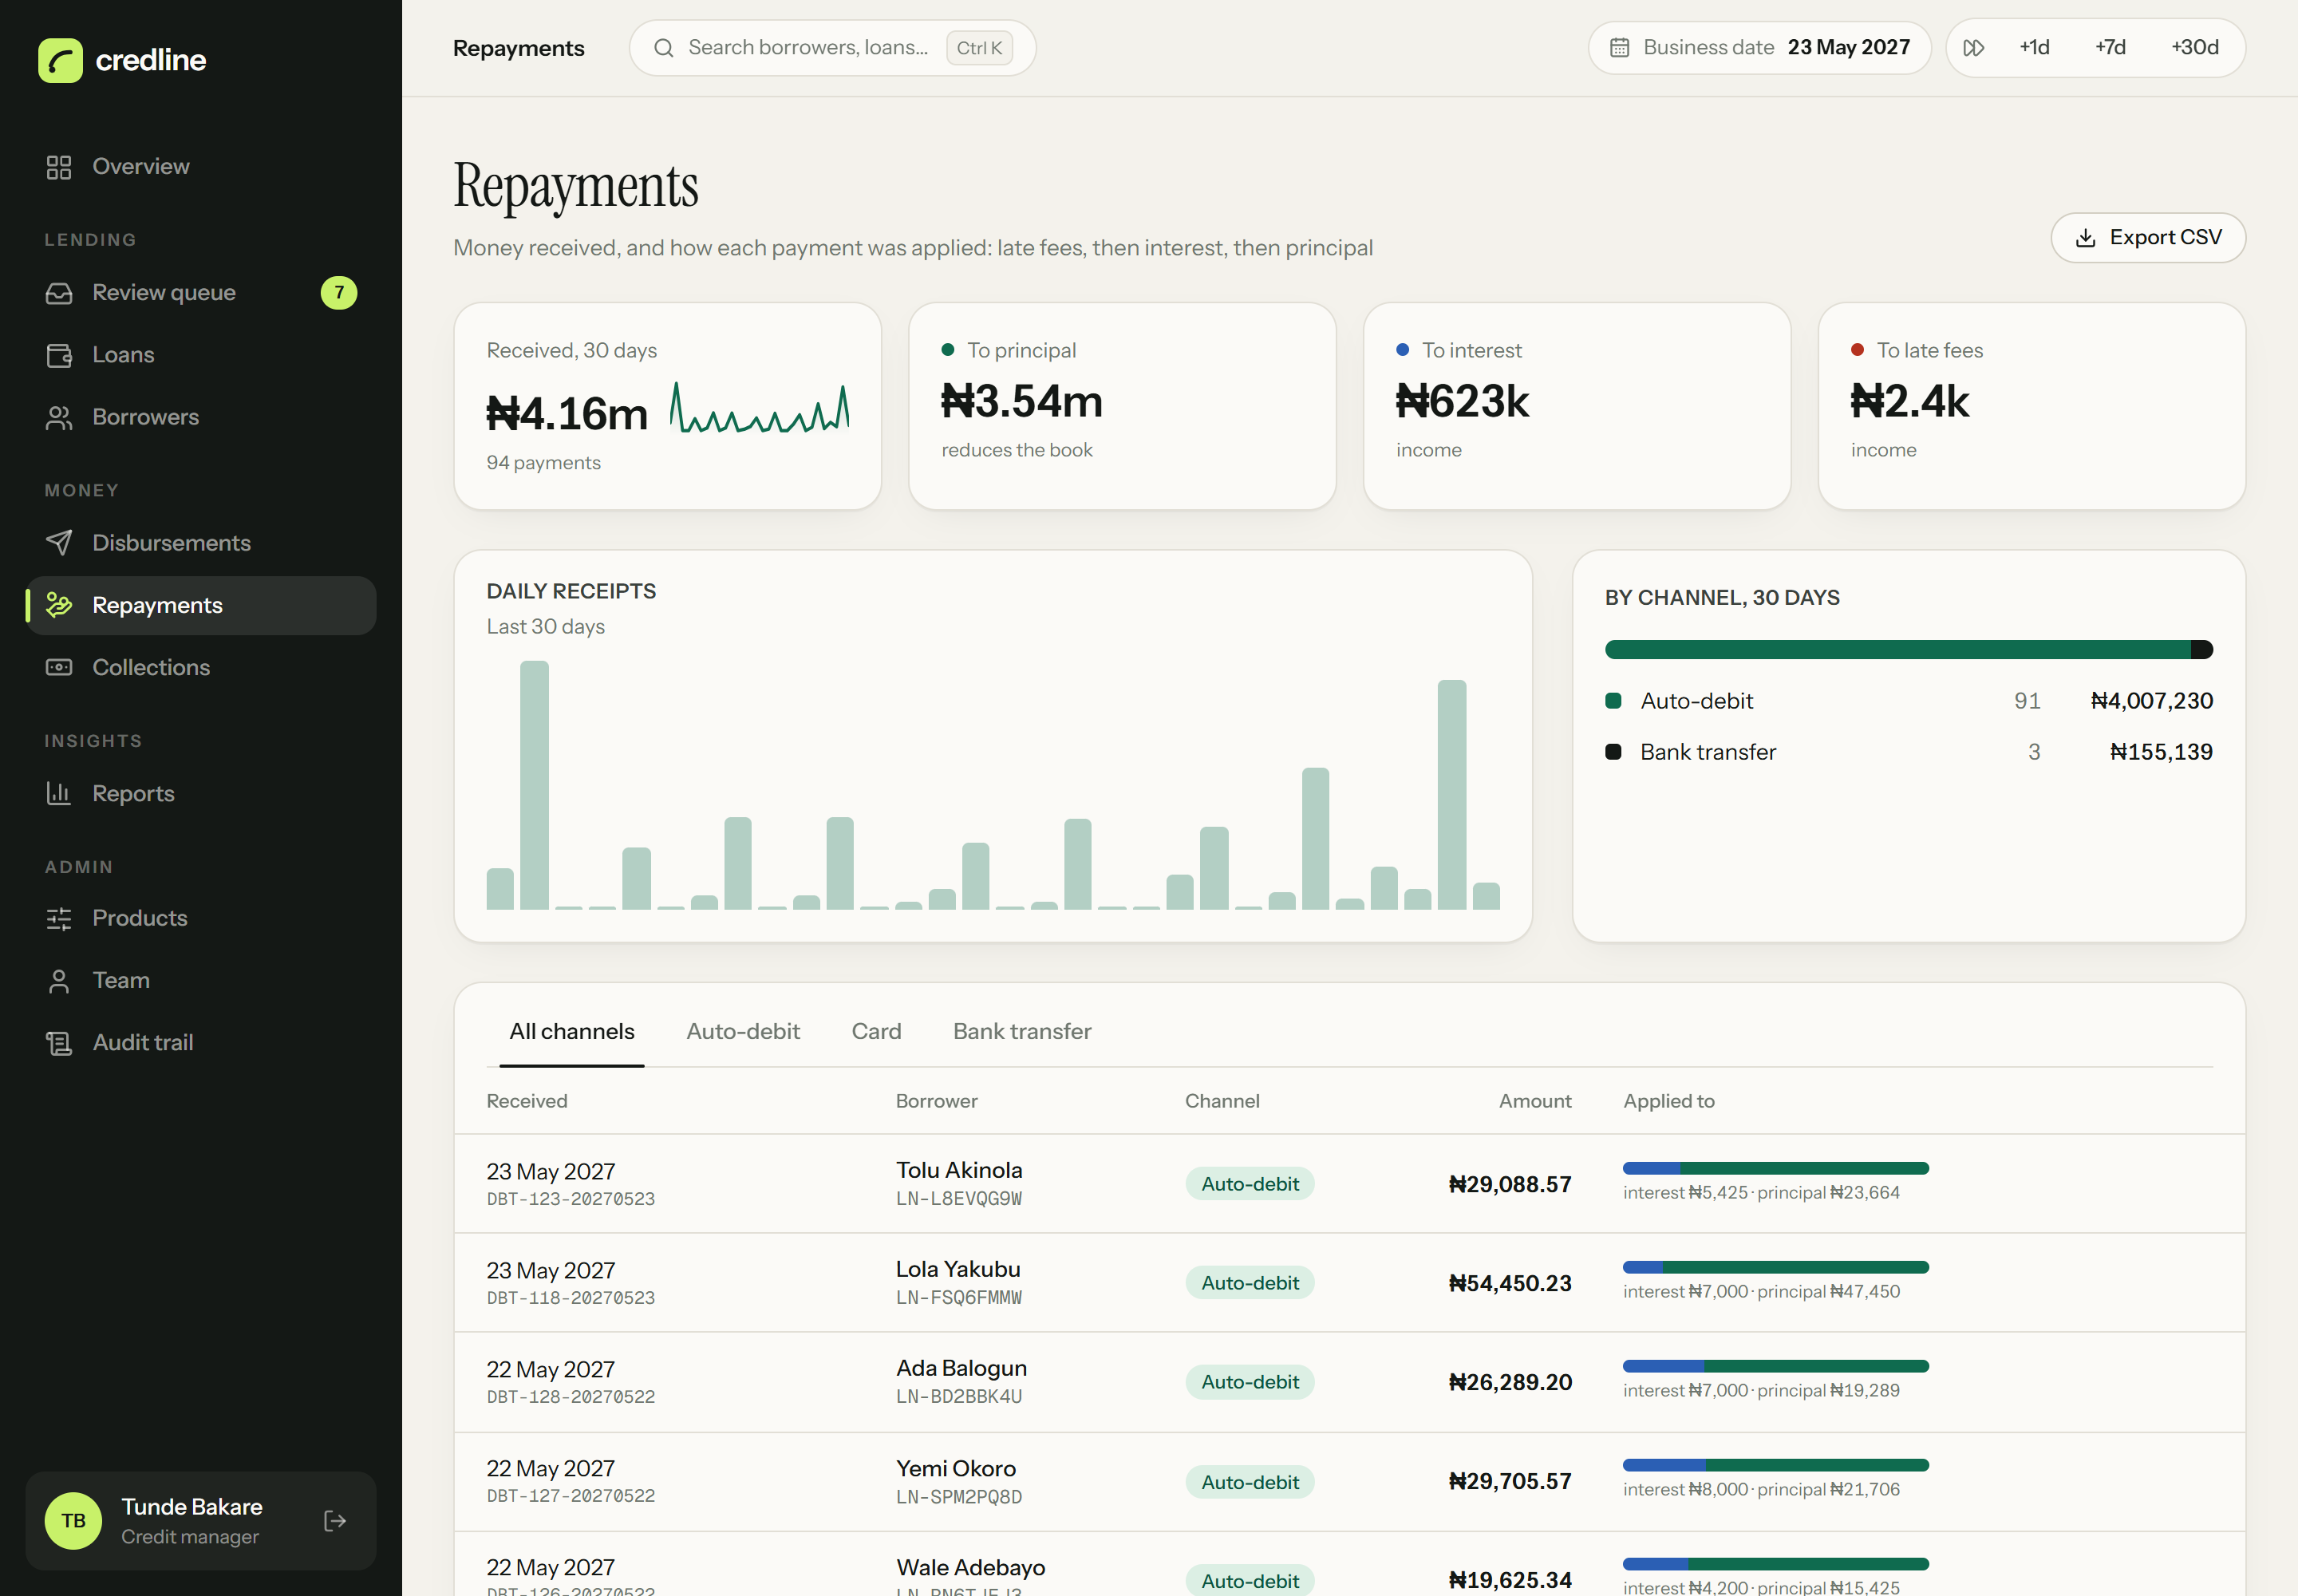 credline
Overview
LENDING
Review queue 7
Loans
Borrowers
MONEY
Disbursements
Repayments
Collections
INSIGHTS
Reports
ADMIN
Products
Team
Audit trail
TB
Tunde Bakare
Credit manager
Repayments
Search borrowers, loans... Ctrl K
Business date 23 May 2027
+1d +7d +30d
Repayments
Money received, and how each payment was applied: late fees, then interest, then principal
Export CSV
Received, 30 days
₦4.16m
94 payments
To principal
₦3.54m
reduces the book
To interest
₦623k
income
To late fees
₦2.4k
income
DAILY RECEIPTS
Last 30 days
BY CHANNEL, 30 DAYS
Auto-debit 91 ₦4,007,230
Bank transfer 3 ₦155,139
All channels Auto-debit Card Bank transfer
Received Borrower Channel Amount Applied to
23 May 2027 Tolu Akinola Auto-debit ₦29,088.57
DBT-123-20270523 LN-L8EVQG9W interest ₦5,425 · principal ₦23,664
23 May 2027 Lola Yakubu Auto-debit ₦54,450.23
DBT-118-20270523 LN-FSQ6FMMW interest ₦7,000 · principal ₦47,450
22 May 2027 Ada Balogun Auto-debit ₦26,289.20
DBT-128-20270522 LN-BD2BBK4U interest ₦7,000 · principal ₦19,289
22 May 2027 Yemi Okoro Auto-debit ₦29,705.57
DBT-127-20270522 LN-SPM2PQ8D interest ₦8,000 · principal ₦21,706
22 May 2027 Wale Adebayo Auto-debit ₦19,625.34
DBT-126-20270522 interest ₦4,200 · principal ₦15,425